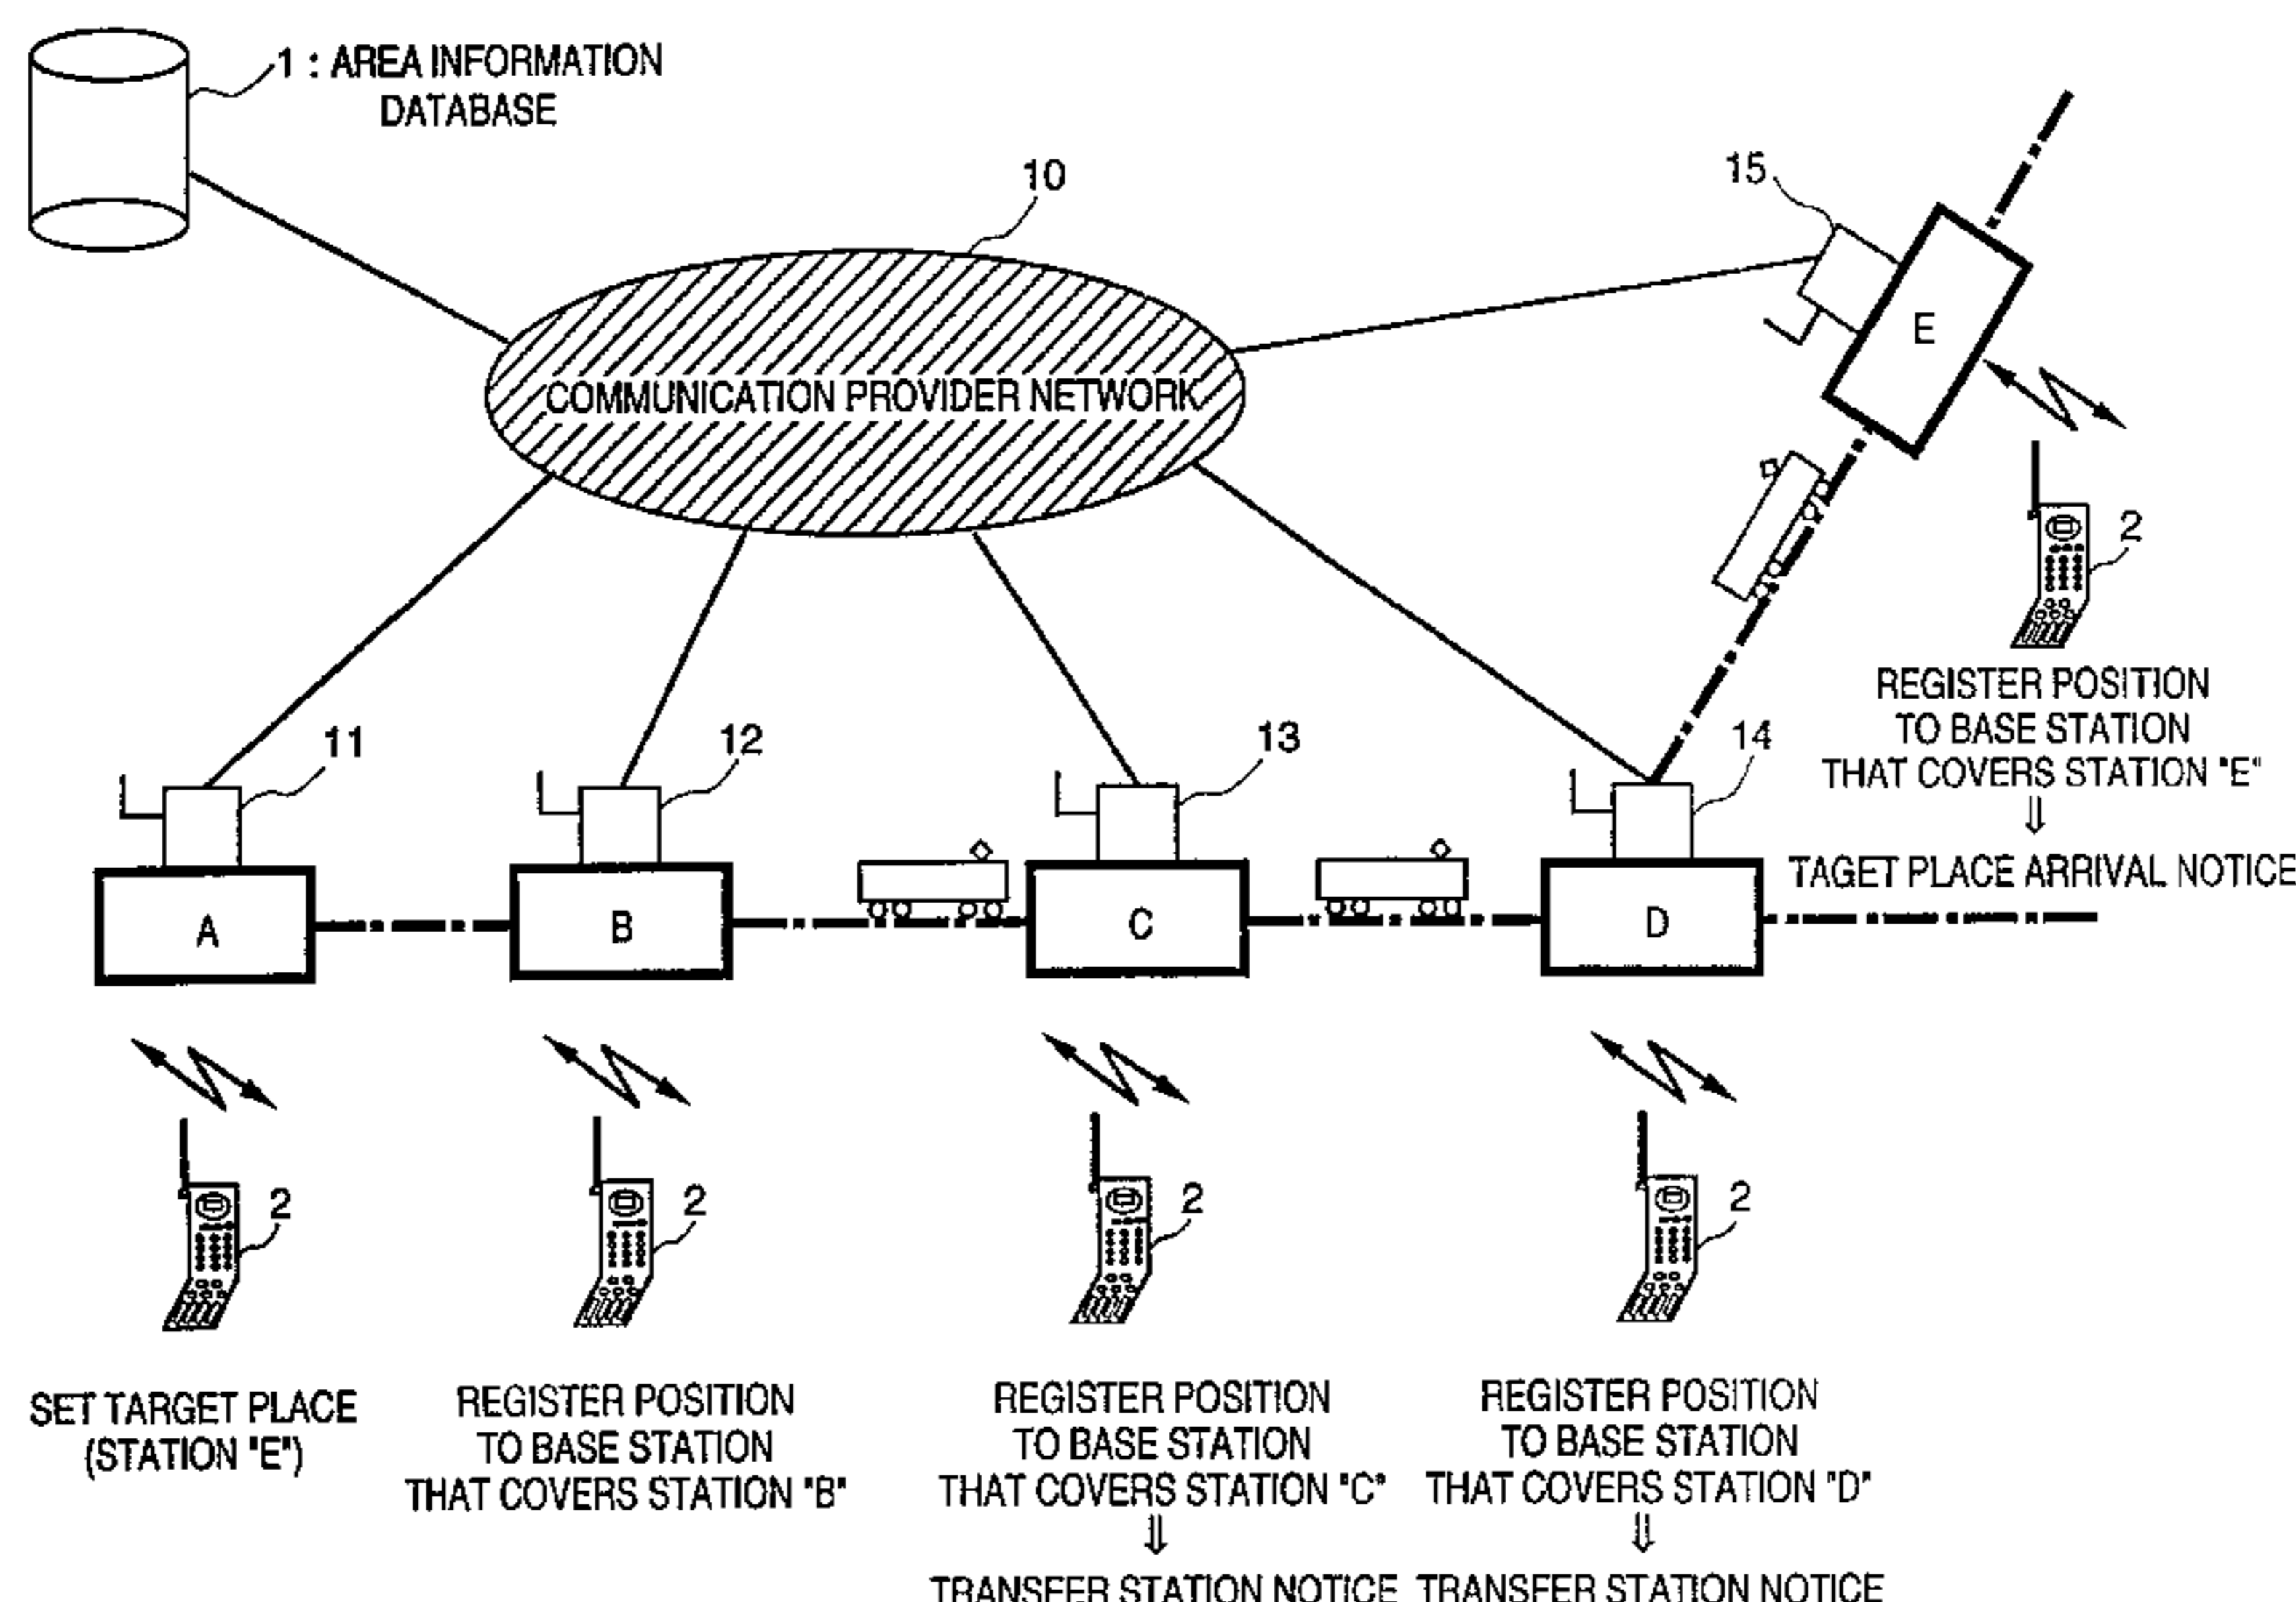 1 : AREA INFORMATION
DATABASE
10
15
E
COMMUNICATION PROVIDER NETWORK
2
REGISTER POSITION
TO BASE STATION
THAT COVERS STATION "E"
⇓
TAGET PLACE ARRIVAL NOTICE
11
12
13
14
A
B
C
D
2
2
2
2
SET TARGET PLACE
(STATION "E")
REGISTER POSITION
TO BASE STATION
THAT COVERS STATION "B"
REGISTER POSITION
TO BASE STATION
THAT COVERS STATION "C"
⇓
TRANSFER STATION NOTICE
REGISTER POSITION
TO BASE STATION
THAT COVERS STATION "D"
⇓
TRANSFER STATION NOTICE